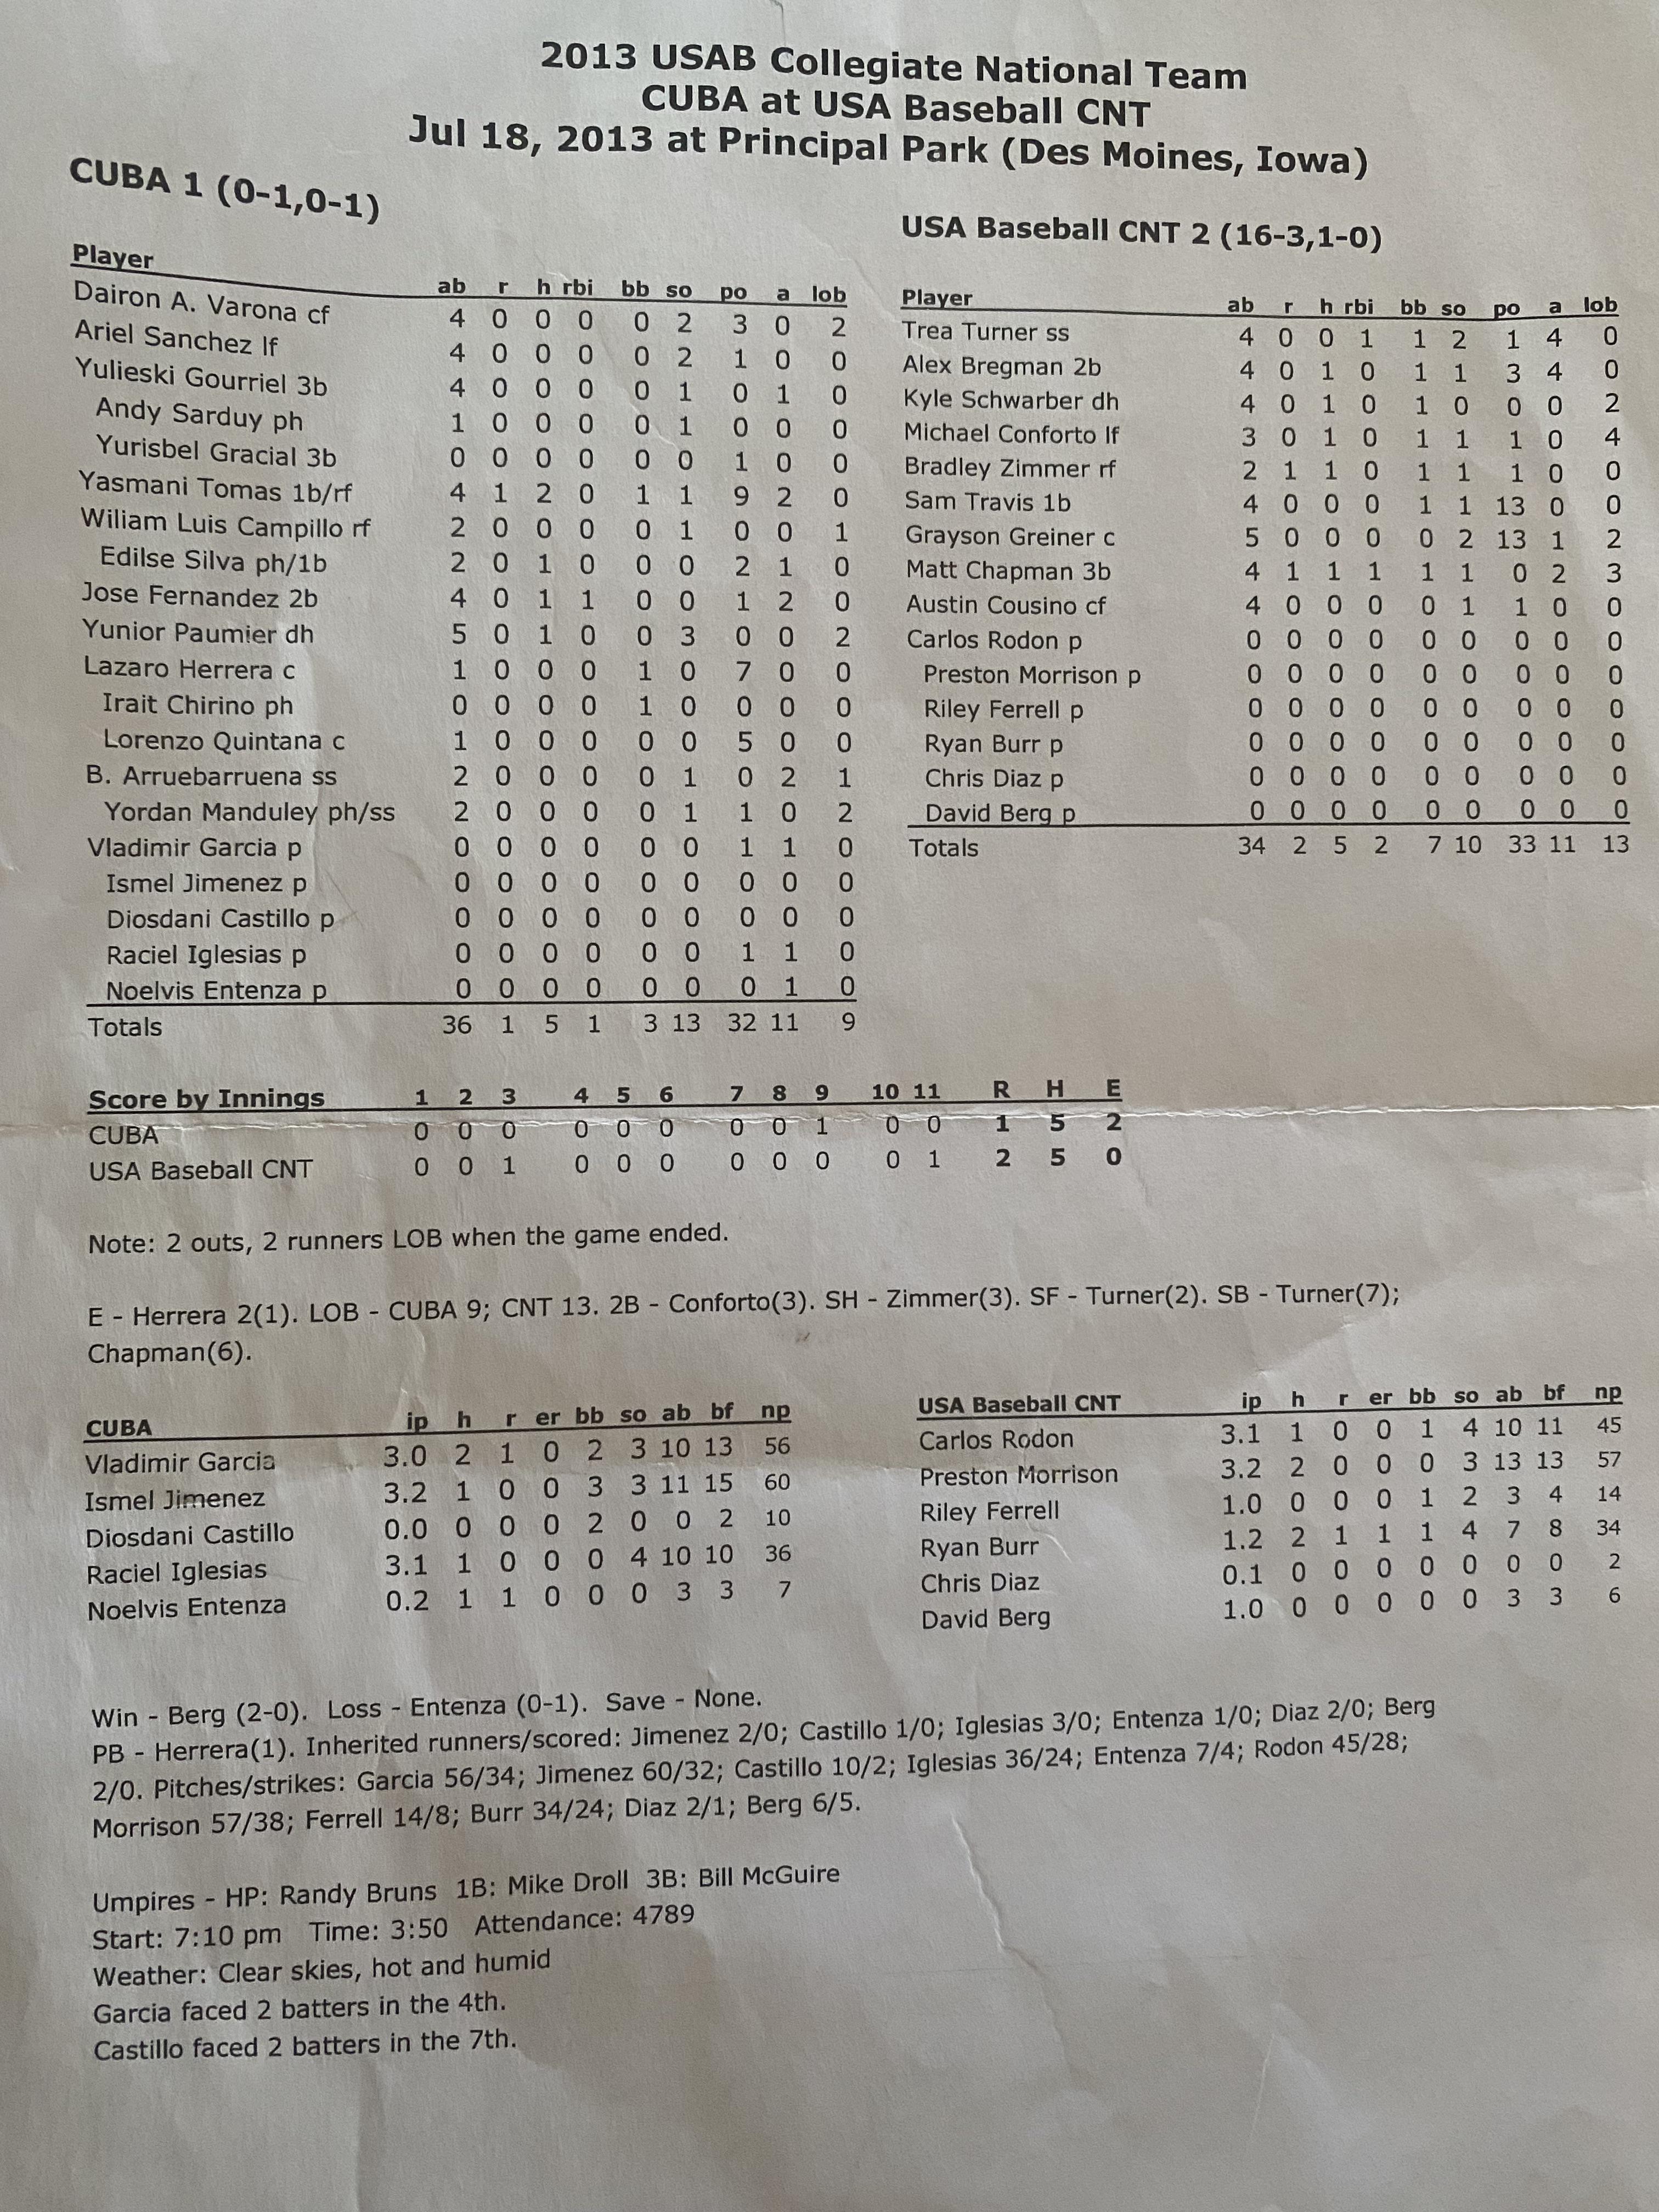 2013 USAB Collegiate National Team
CUBA at USA Baseball CNT
Jul 18, 2013 at Principal Park (Des Moines, Iowa)
CUBA 1 (0-1,0-1)
Player ab r h rbi bb so po a lob
Dairon A. Varona cf 4 0 0 0 0 2 3 0 2
Ariel Sanchez lf 4 0 0 0 0 2 1 0 0
Yulieski Gourriel 3b 4 0 0 0 0 1 0 1 0
Andy Sarduy ph 1 0 0 0 0 1 0 0 0
Yurisbel Gracial 3b 0 0 0 0 0 0 1 0 0
Yasmani Tomas 1b/rf 4 1 2 0 1 1 9 2 0
Wiliam Luis Campillo rf 2 0 0 0 0 1 0 0 1
Edilse Silva ph/1b 2 0 1 0 0 0 2 1 0
Jose Fernandez 2b 4 0 1 1 0 0 1 2 0
Yunior Paumier dh 5 0 1 0 0 3 0 0 2
Lazaro Herrera c 1 0 0 0 1 0 7 0 0
Irait Chirino ph 0 0 0 0 1 0 0 0 0
Lorenzo Quintana c 1 0 0 0 0 0 5 0 0
B. Arruebarruena ss 2 0 0 0 0 1 0 2 1
Yordan Manduley ph/ss 2 0 0 0 0 1 1 0 2
Vladimir Garcia p 0 0 0 0 0 0 1 1 0
Ismel Jimenez p 0 0 0 0 0 0 0 0 0
Diosdani Castillo p 0 0 0 0 0 0 0 0 0
Raciel Iglesias p 0 0 0 0 0 0 1 1 0
Noelvis Entenza p 0 0 0 0 0 0 0 1 0
Totals 36 1 5 1 3 13 32 11 9
USA Baseball CNT 2 (16-3,1-0)
Player ab r h rbi bb so po a lob
Trea Turner ss 4 0 0 1 1 2 1 4 0
Alex Bregman 2b 4 0 1 0 1 1 3 4 0
Kyle Schwarber dh 4 0 1 0 1 0 0 0 2
Michael Conforto lf 3 0 1 0 1 1 1 0 4
Bradley Zimmer rf 2 1 1 0 1 1 1 0 0
Sam Travis 1b 4 0 0 0 1 1 13 0 0
Grayson Greiner c 5 0 0 0 0 2 13 1 2
Matt Chapman 3b 4 1 1 1 1 1 0 2 3
Austin Cousino cf 4 0 0 0 0 1 1 0 0
Carlos Rodon p 0 0 0 0 0 0 0 0 0
Preston Morrison p 0 0 0 0 0 0 0 0 0
Riley Ferrell p 0 0 0 0 0 0 0 0 0
Ryan Burr p 0 0 0 0 0 0 0 0 0
Chris Diaz p 0 0 0 0 0 0 0 0 0
David Berg p 0 0 0 0 0 0 0 0 0
Totals 34 2 5 2 7 10 33 11 13
Score by Innings 1 2 3 4 5 6 7 8 9 10 11 R H E
CUBA 0 0 0 0 0 0 0 0 1 0 0 1 5 2
USA Baseball CNT 0 0 1 0 0 0 0 0 0 0 1 2 5 0
Note: 2 outs, 2 runners LOB when the game ended.
E - Herrera 2(1). LOB - CUBA 9; CNT 13. 2B - Conforto(3). SH - Zimmer(3). SF - Turner(2). SB - Turner(7);
Chapman(6).
CUBA ip h r er bb so ab bf np
Vladimir Garcia 3.0 2 1 0 2 3 10 13 56
Ismel Jimenez 3.2 1 0 0 3 3 11 15 60
Diosdani Castillo 0.0 0 0 0 2 0 0 2 10
Raciel Iglesias 3.1 1 0 0 0 4 10 10 36
Noelvis Entenza 0.2 1 1 0 0 0 3 3 7
USA Baseball CNT ip h r er bb so ab bf np
Carlos Rodon 3.1 1 0 0 1 4 10 11 45
Preston Morrison 3.2 2 0 0 0 3 13 13 57
Riley Ferrell 1.0 0 0 0 1 2 3 4 14
Ryan Burr 1.2 2 1 1 1 4 7 8 34
Chris Diaz 0.1 0 0 0 0 0 0 0 2
David Berg 1.0 0 0 0 0 0 3 3 6
Win - Berg (2-0). Loss - Entenza (0-1). Save - None.
PB - Herrera(1). Inherited runners/scored: Jimenez 2/0; Castillo 1/0; Iglesias 3/0; Entenza 1/0; Diaz 2/0; Berg
2/0. Pitches/strikes: Garcia 56/34; Jimenez 60/32; Castillo 10/2; Iglesias 36/24; Entenza 7/4; Rodon 45/28;
Morrison 57/38; Ferrell 14/8; Burr 34/24; Diaz 2/1; Berg 6/5.
Umpires - HP: Randy Bruns 1B: Mike Droll 3B: Bill McGuire
Start: 7:10 pm Time: 3:50 Attendance: 4789
Weather: Clear skies, hot and humid
Garcia faced 2 batters in the 4th.
Castillo faced 2 batters in the 7th.